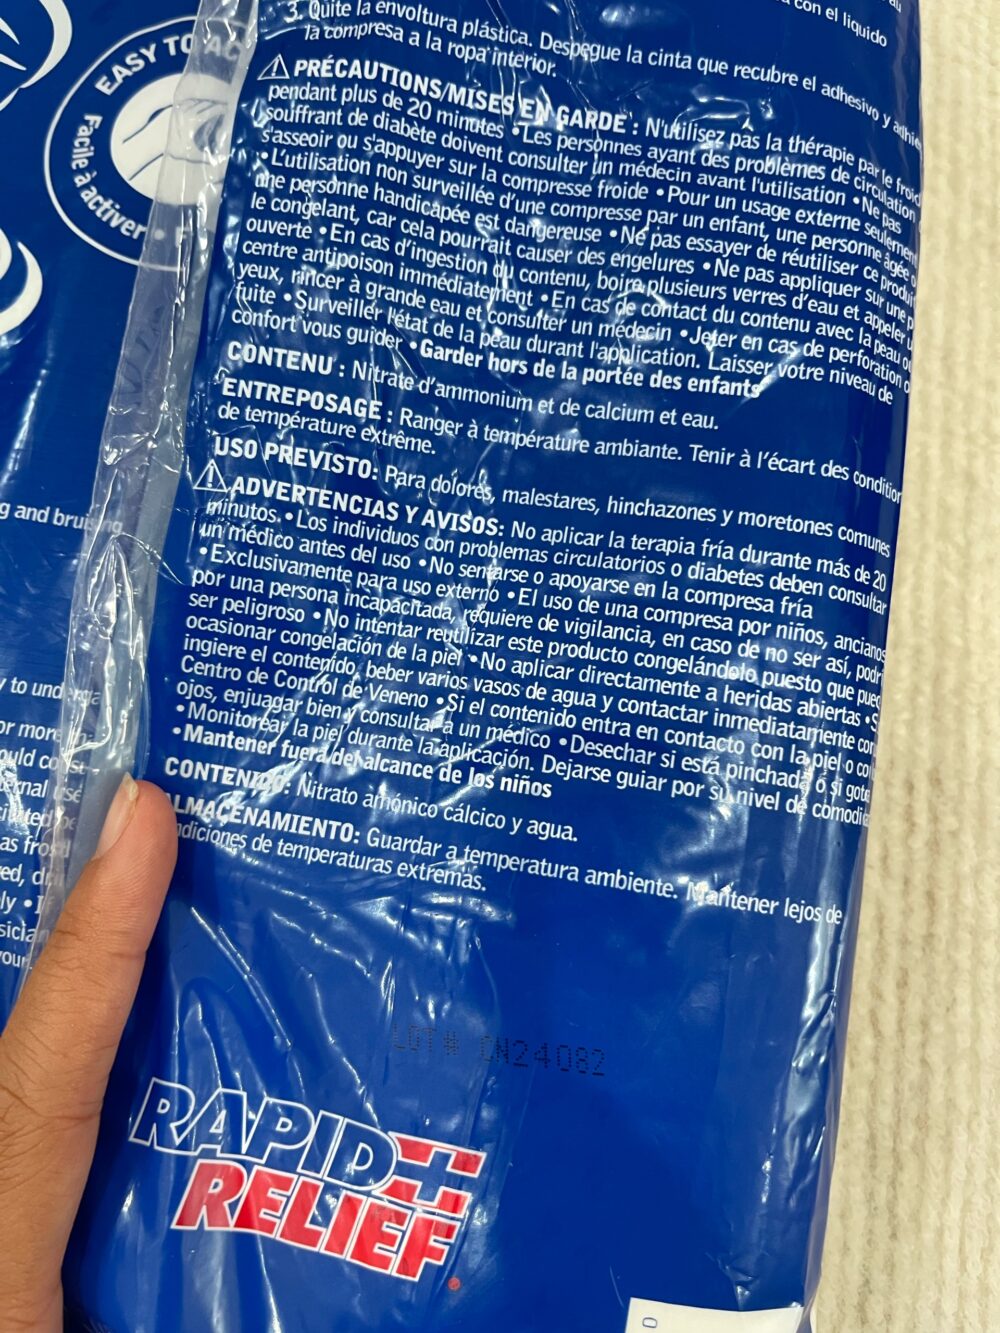 con el liquido
3. Quite la envoltura plástica. Despegue la cinta que recubre el adhesivo y
la compresa a la ropa interior.
EASY TO
Facile à activer
PRÉCAUTIONS/MISES EN GARDE : N'utilisez pas la thérapie par le froid
pendant plus de 20 minutes • Les personnes ayant des problèmes de circulation
souffrant de diabète doivent consulter un médecin avant l'utilisation • Ne pas
s'asseoir ou s'appuyer sur la compresse froide • Pour un usage externe seulement
• L'utilisation non surveillée d'une compresse par un enfant, une personne âgée
une personne handicapée est dangereuse • Ne pas essayer de réutiliser ce produit
le congelant, car cela pourrait causer des engelures • Ne pas appliquer sur une
ouverte • En cas d'ingestion du contenu, boire plusieurs verres d'eau et appeler
centre antipoison immédiatement • En cas de contact du contenu avec la peau
yeux, rincer à grande eau et consulter un médecin • Jeter en cas de perforation
fuite • Surveiller l'état de la peau durant l'application. Laisser votre niveau de
confort vous guider • Garder hors de la portée des enfants
CONTENU : Nitrate d'ammonium et de calcium et eau.
ENTREPOSAGE : Ranger à température ambiante. Tenir à l'écart des
de température extrême.
USO PREVISTO: Para dolores, malestares, hinchazones y moretones comunes
ADVERTENCIAS Y AVISOS: No aplicar la terapia fría durante más de 20
minutos. • Los individuos con problemas circulatorios o diabetes deben consultar
un médico antes del uso • No sentarse o apoyarse en la compresa fría
• Exclusivamente para uso externo • El uso de una compresa por niños, ancianos
por una persona incapacitada, requiere de vigilancia, en caso de no ser así,
ser peligroso • No intentar reutilizar este producto congelándolo puesto que
ocasionar congelación de la piel • No aplicar directamente a heridas abiertas •
ingiere el contenido, beber varios vasos de agua y contactar inmediatamente con
Centro de Control de Veneno • Si el contenido entra en contacto con la piel o
ojos, enjuagar bien y consultar a un médico • Desechar si está pinchada ó si
• Monitorear la piel durante la aplicación. Dejarse guiar por su nivel de
• Mantener fuera del alcance de los niños
CONTENIDO: Nitrato amónico cálcico y agua.
ALMACENAMIENTO: Guardar a temperatura ambiente. Mantener lejos de
de temperaturas extremas.
g and bruising
LOT# CN24082
RAPID
RELIEF